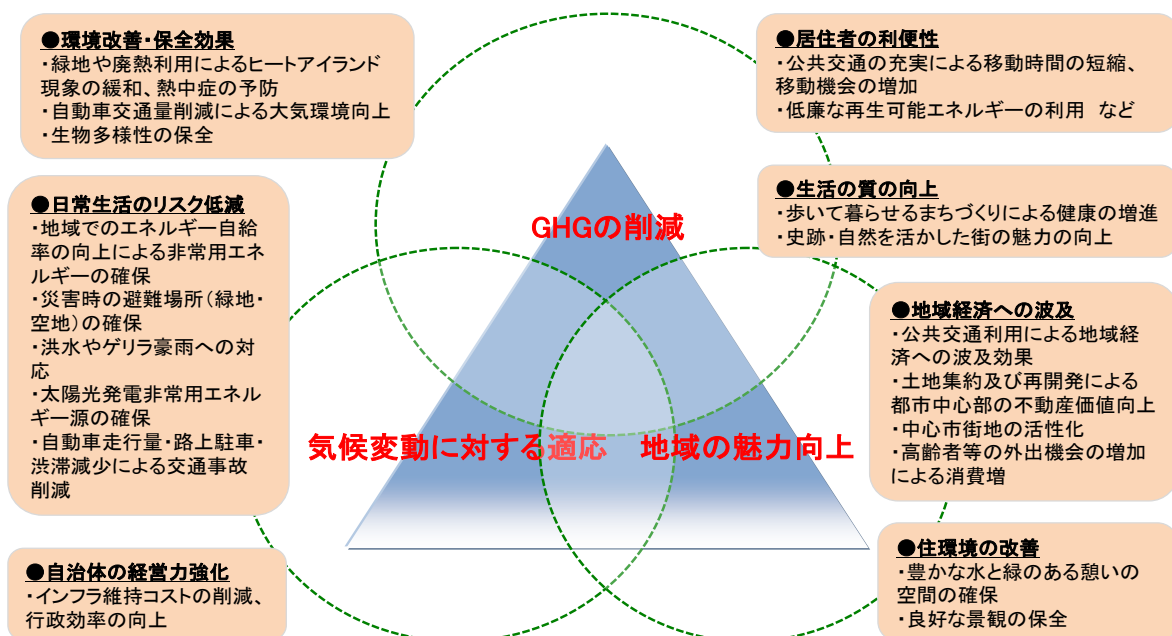 ●環境改善・保全効果
・緑地や廃熱利用によるヒートアイランド
現象の緩和、熱中症の予防
・自動車交通量削減による大気環境向上
・生物多様性の保全
●日常生活のリスク低減
・地域でのエネルギー自給
率の向上による非常用エネ
ルギーの確保
・災害時の避難場所(緑地・
空地)の確保
・洪水やゲリラ豪雨への対
応
・太陽光発電非常用エネル
ギー源の確保
・自動車走行量・路上駐車・
渋滞減少による交通事故
削減
●自治体の経営力強化
・インフラ維持コストの削減、
行政効率の向上
GHGの削減
気候変動に対する適応
地域の魅力向上
●居住者の利便性
・公共交通の充実による移動時間の短縮、
移動機会の増加
・低廉な再生可能エネルギーの利用 など
●生活の質の向上
・歩いて暮らせるまちづくりによる健康の増進
・史跡・自然を活かした街の魅力の向上
●地域経済への波及
・公共交通利用による地域経
済への波及効果
・土地集約及び再開発による
都市中心部の不動産価値向上
・中心市街地の活性化
・高齢者等の外出機会の増加
による消費増
●住環境の改善
・豊かな水と緑のある憩いの
空間の確保
・良好な景観の保全